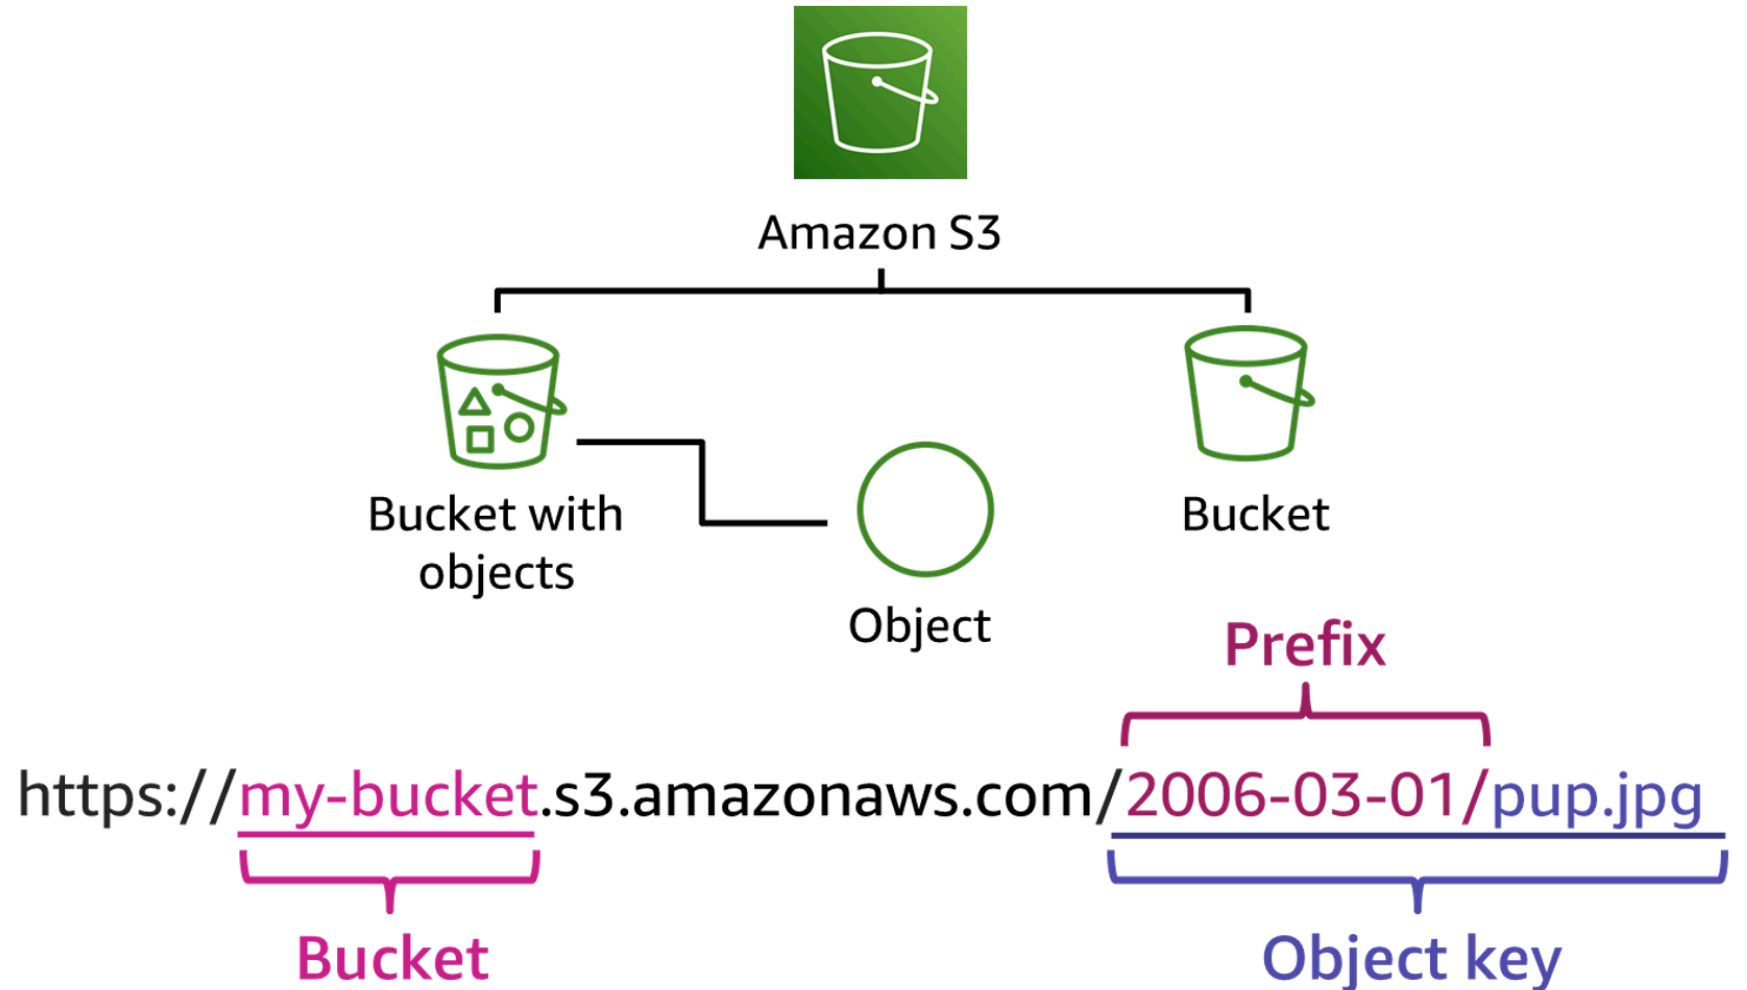 Amazon S3
Bucket with
objects
Object
Bucket
Prefix
https://my-bucket.s3.amazonaws.com/2006-03-01/pup.jpg
Bucket
Object key